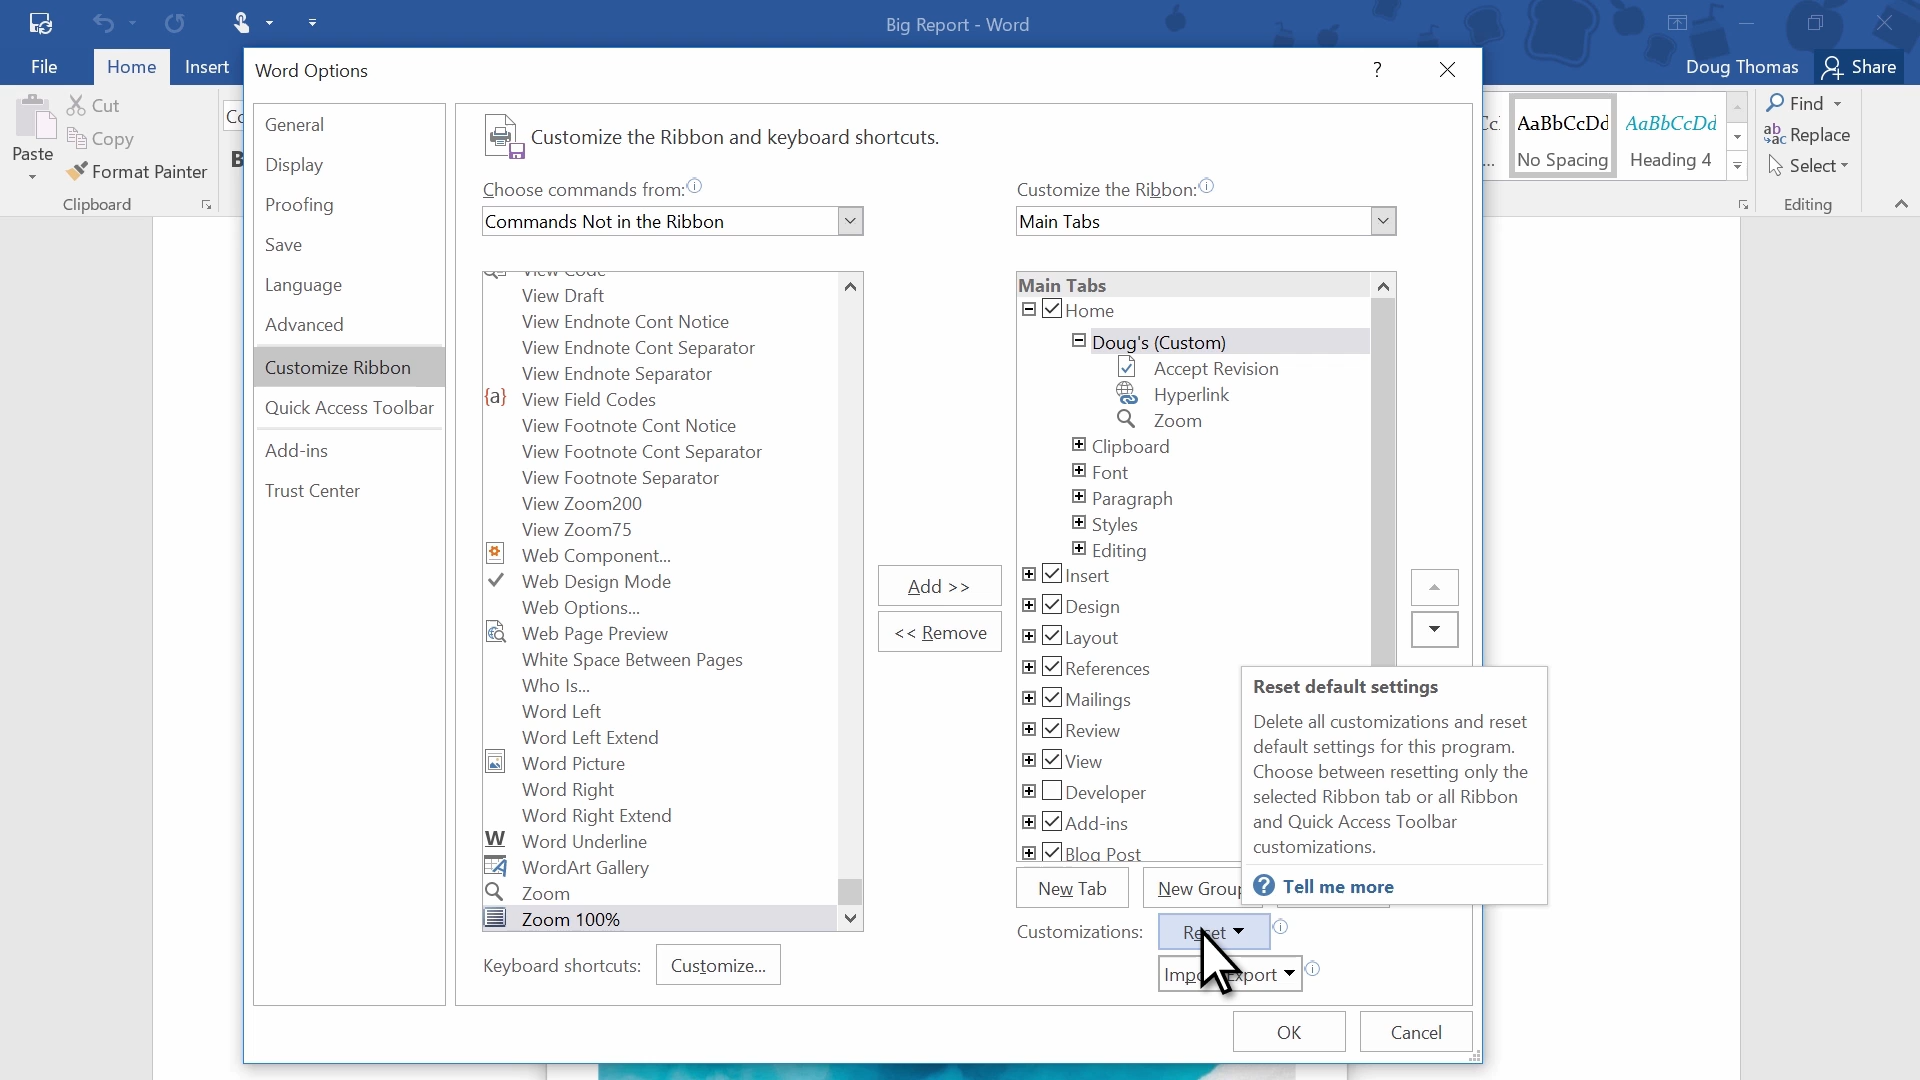 Big Report - Word
File
Home
Insert
Doug Thomas
Share
Cut
Copy
Paste
Format Painter
Clipboard
B
AaBbCcDd
No Spacing
AaBbCcDd
Heading 4
Find
Replace
Select
Editing
Word Options
?
General
Display
Proofing
Save
Language
Advanced
Customize Ribbon
Quick Access Toolbar
Add-ins
Trust Center
Customize the Ribbon and keyboard shortcuts.
Choose commands from:
Commands Not in the Ribbon
View Code
View Draft
View Endnote Cont Notice
View Endnote Cont Separator
View Endnote Separator
{a} View Field Codes
View Footnote Cont Notice
View Footnote Cont Separator
View Footnote Separator
View Zoom200
View Zoom75
Web Component...
Web Design Mode
Web Options...
Web Page Preview
White Space Between Pages
Who Is...
Word Left
Word Left Extend
Word Picture
Word Right
Word Right Extend
W Word Underline
WordArt Gallery
Zoom
Zoom 100%
Keyboard shortcuts: Customize...
Add >>
<< Remove
Customize the Ribbon:
Main Tabs
Main Tabs
Home
Doug's (Custom)
Accept Revision
Hyperlink
Zoom
Clipboard
Font
Paragraph
Styles
Editing
Insert
Design
Layout
References
Mailings
Review
View
Developer
Add-ins
Blog Post
New Tab
New Group
Customizations: Reset
Import/Export
Reset default settings
Delete all customizations and reset
default settings for this program.
Choose between resetting only the
selected Ribbon tab or all Ribbon
and Quick Access Toolbar
customizations.
? Tell me more
OK
Cancel